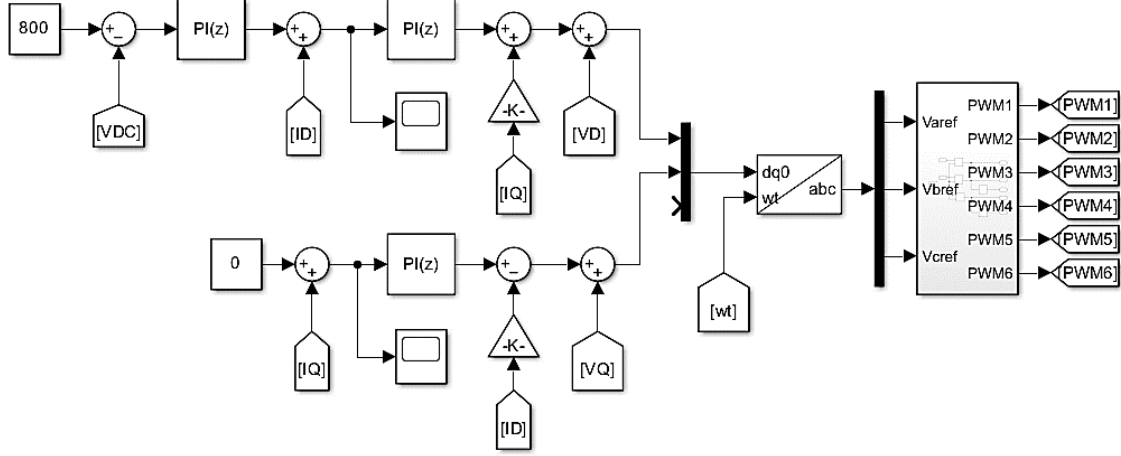 800
+
−
PI(z)
+
+
PI(z)
+
+
+
+
[VDC]
[ID]
-K-
[VD]
[IQ]
0
+
+
PI(z)
+
−
+
+
[IQ]
-K-
[VQ]
[ID]
dq0
wt
abc
[wt]
Varef
Vbref
Vcref
PWM1
PWM2
PWM3
PWM4
PWM5
PWM6
[PWM1]
[PWM2]
[PWM3]
[PWM4]
[PWM5]
[PWM6]